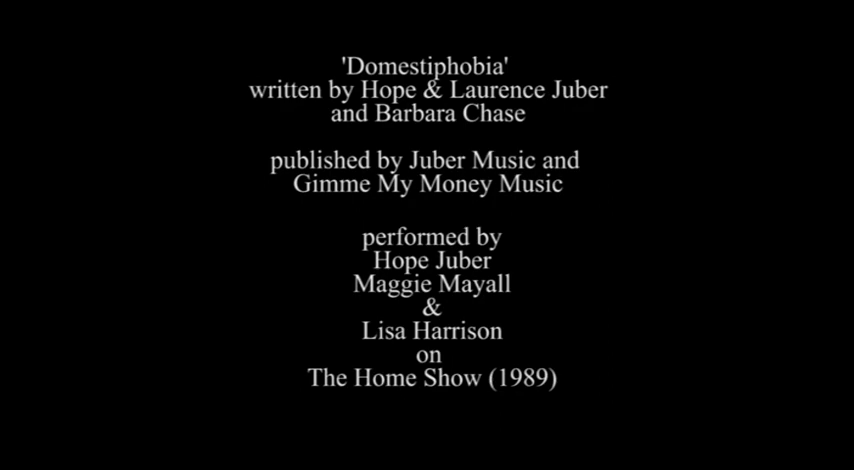 'Domestiphobia'
written by Hope & Laurence Juber
and Barbara Chase
published by Juber Music and
Gimme My Money Music
performed by
Hope Juber
Maggie Mayall
&
Lisa Harrison
on
The Home Show (1989)